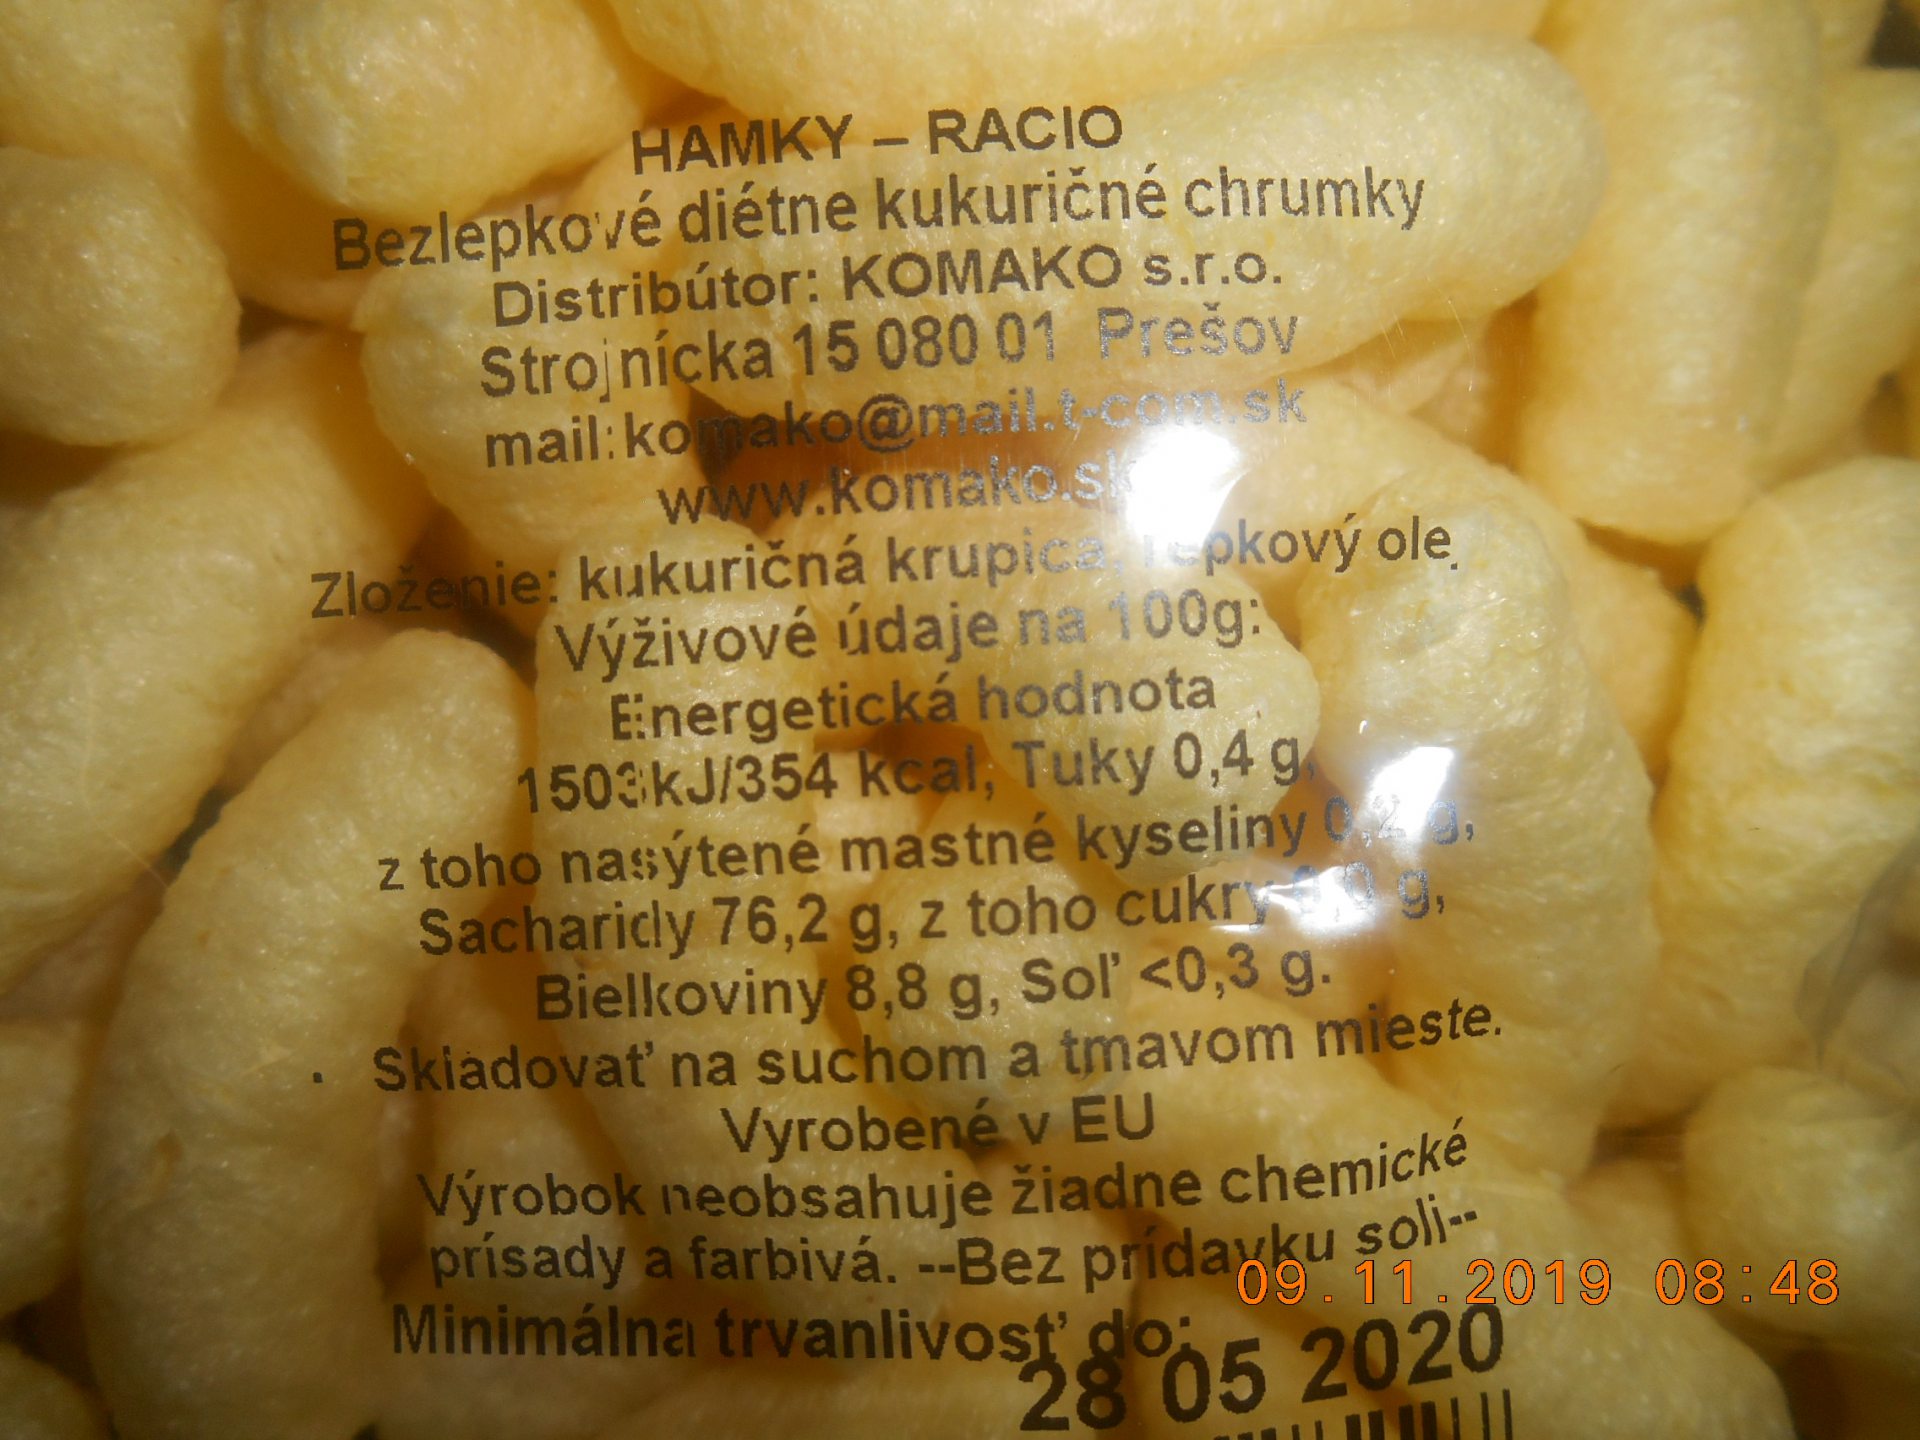 HAMKY – RACIO
Bezlepkové diétne kukuričné chrumky
Distribútor: KOMAKO s.r.o.
Strojnícka 15 080 01 Prešov
mail:komako@mail.t-com.sk
www.komako.sk
Zloženie: kukuričná krupica, repkový olej.
Výživové údaje na 100g:
Energetická hodnota
1503kJ/354 kcal, Tuky 0,4 g,
z toho nasýtené mastné kyseliny 0,2 g,
Sacharidy 76,2 g, z toho cukry g,
Bielkoviny 8,8 g, Soľ <0,3 g.
Skladovať na suchom a tmavom mieste.
Vyrobené v EU
Výrobok neobsahuje žiadne chemické
prísady a farbivá. --Bez prídavku soli--
09.11.2019 08:48
Minimálna trvanlivosť do:
28 05 2020